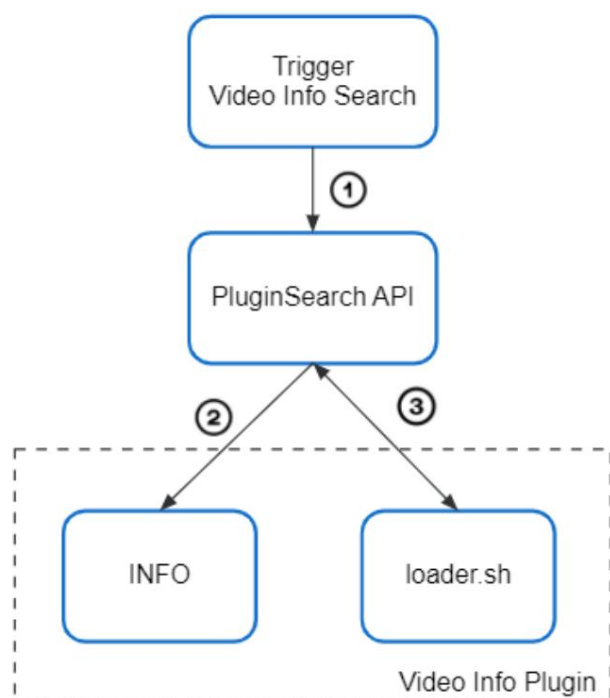 Trigger
Video Info Search
1
PluginSearch API
2
3
INFO
loader.sh
Video Info Plugin